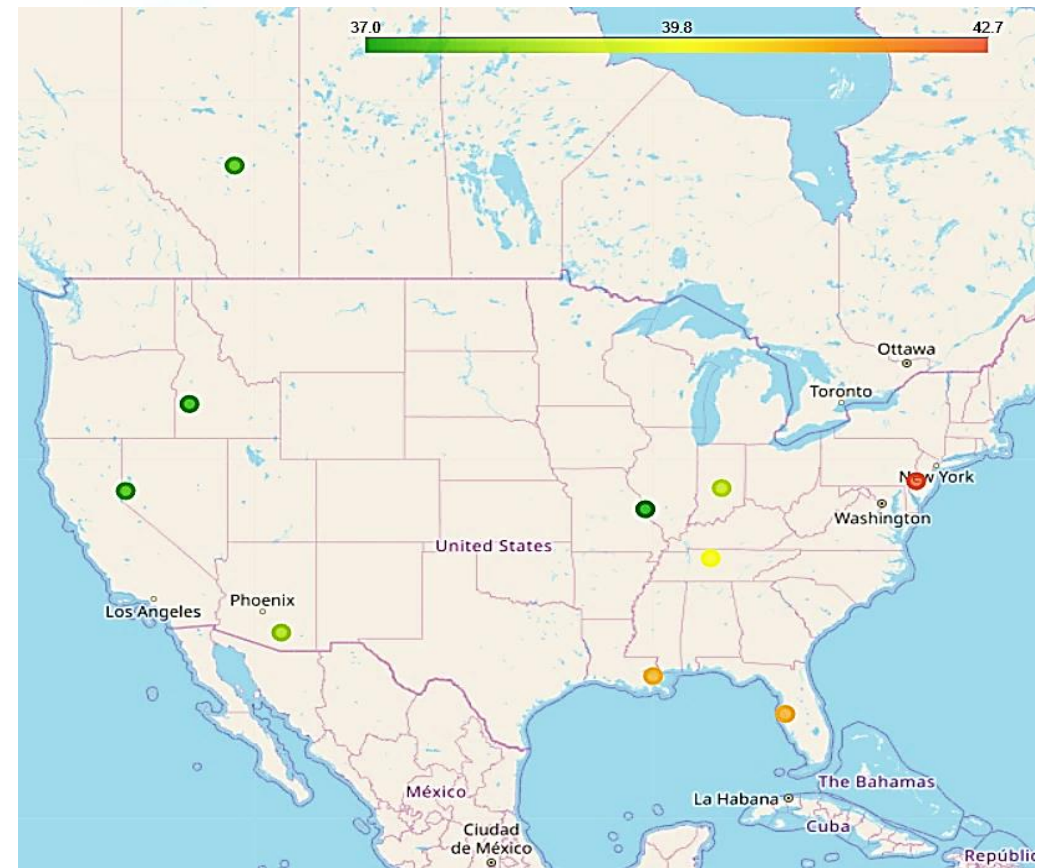 37.0 39.8 42.7
Ottawa
Toronto
New York
Washington
United States
Phoenix
Los Angeles
The Bahamas
La Habana
México
Cuba
Ciudad
de México